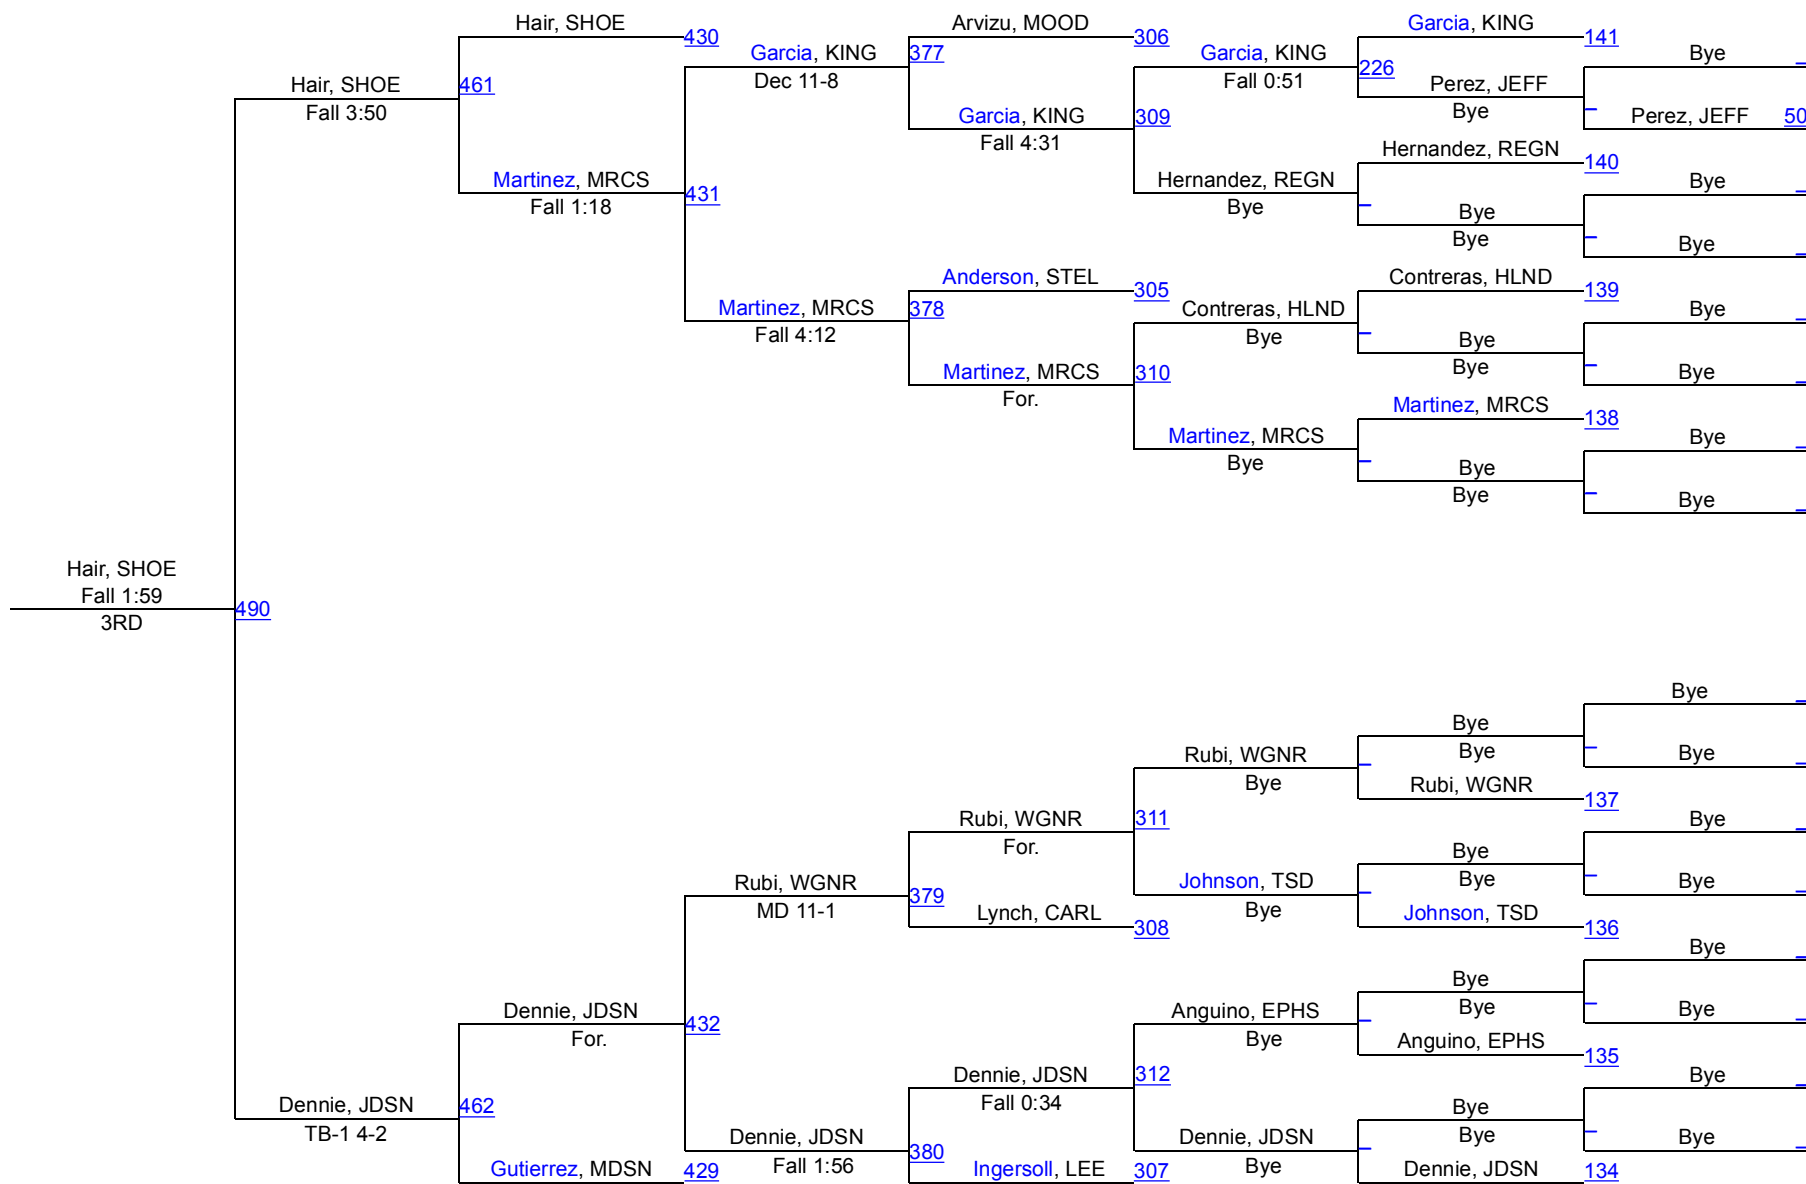 Hair, SHOE
430
Arvizu, MOOD
306
Garcia, KING
141
Garcia, KING
377
Dec 11-8
Garcia, KING
Fall 0:51
226
Bye
Perez, JEFF
Bye
Perez, JEFF 50
Hair, SHOE
Fall 3:50
461
Garcia, KING
Fall 4:31
309
Hernandez, REGN
140
Martinez, MRCS
Fall 1:18
431
Hernandez, REGN
Bye
Bye
Bye
Bye
Bye
Anderson, STEL
305
Contreras, HLND
139
Martinez, MRCS
Fall 4:12
378
Contreras, HLND
Bye
Bye
Bye
Bye
Bye
Martinez, MRCS
For.
310
Martinez, MRCS
138
Martinez, MRCS
Bye
Bye
Bye
Bye
Bye
Hair, SHOE
Fall 1:59
3RD
490
Bye
Bye
Bye
Bye
Rubi, WGNR
Bye
Rubi, WGNR
137
Rubi, WGNR
For.
311
Bye
Bye
Bye
Bye
Rubi, WGNR
MD 11-1
379
Johnson, TSD
Bye
Johnson, TSD
136
Lynch, CARL
308
Bye
Bye
Bye
Bye
Dennie, JDSN
For.
432
Anguino, EPHS
Bye
Anguino, EPHS
135
Dennie, JDSN
Fall 0:34
312
Bye
Bye
Bye
Bye
Dennie, JDSN
TB-1 4-2
462
Dennie, JDSN
Fall 1:56
380
Dennie, JDSN
Bye
Gutierrez, MDSN
429
Ingersoll, LEE
307
Dennie, JDSN
134